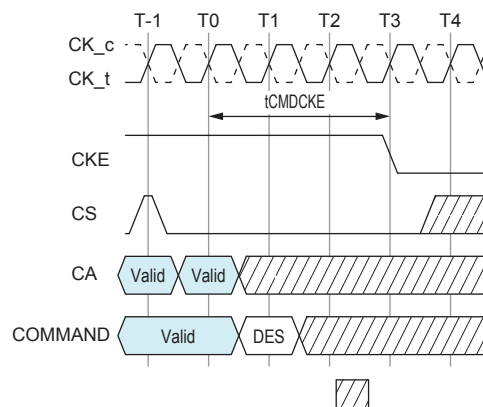 T-1 T0 T1 T2 T3 T4
CK_c
CK_t
tCMDCKE
CKE
CS
CA Valid Valid
COMMAND Valid DES